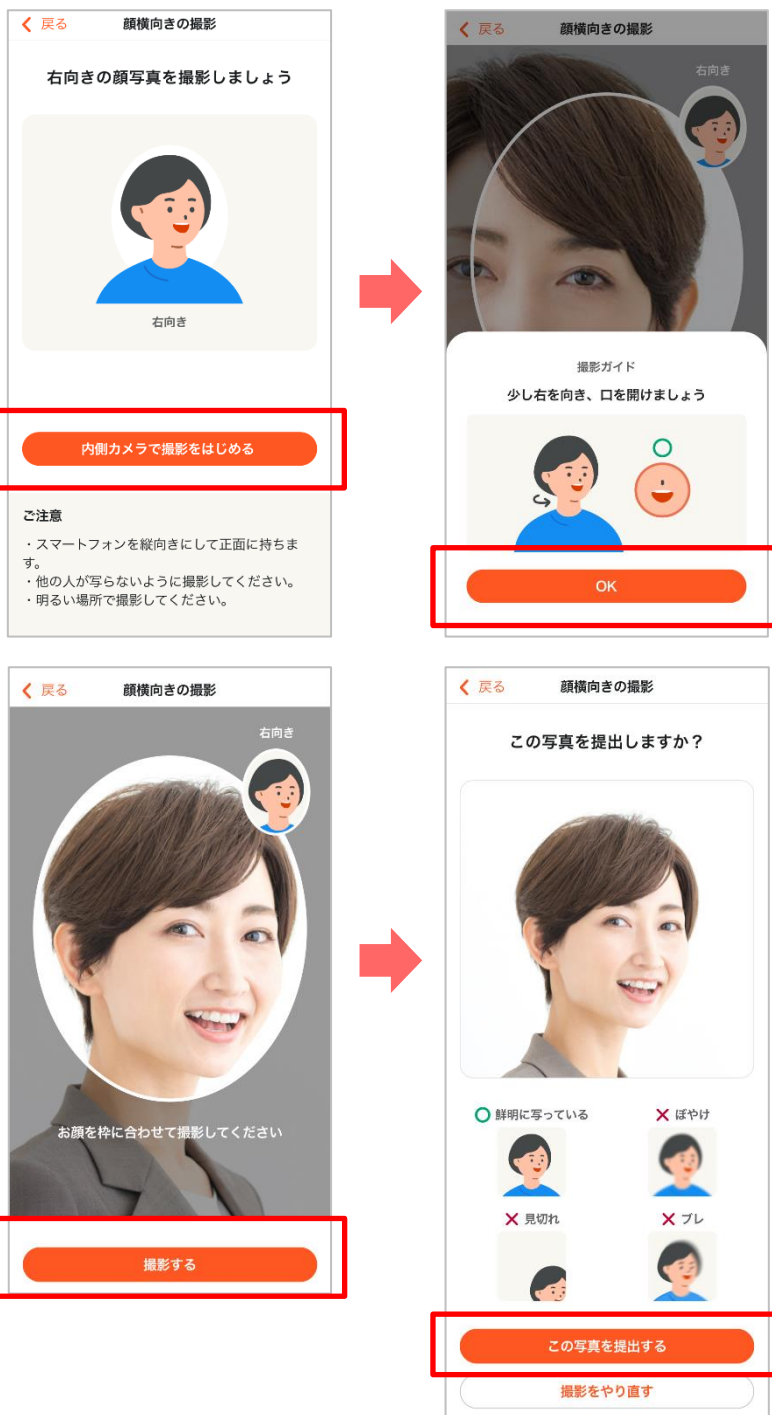 戻る
顔横向きの撮影
右向きの顔写真を撮影しましょう
右向き
内側カメラで撮影をはじめる
ご注意
・スマートフォンを縦向きにして正面に持ちま
す。
・他の人が写らないように撮影してください。
・明るい場所で撮影してください。
戻る
顔横向きの撮影
右向き
撮影ガイド
少し右を向き、口を開けましょう
OK
戻る
顔横向きの撮影
右向き
お顔を枠に合わせて撮影してください
撮影する
戻る
顔横向きの撮影
この写真を提出しますか？
鮮明に写っている
ぼやけ
見切れ
ブレ
この写真を提出する
撮影をやり直す